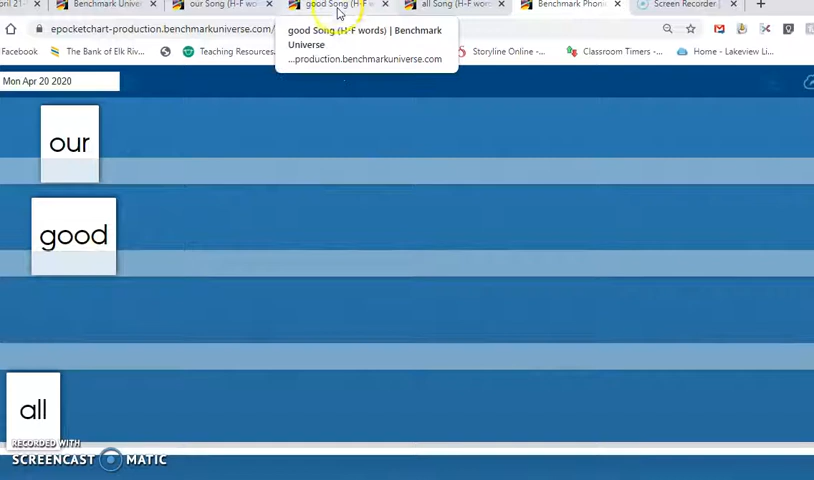 pril 21-
Benchmark Univer
our Song (H-F wo
good Song (H-F w
all Song (H-F wor
Benchmark Phoni
Screen Recorder
epocketchart-production.benchmarkuniverse.com/
good Song (H-F words) | Benchmark
Universe
...production.benchmarkuniverse.com
Facebook
The Bank of Elk Riv...
Teaching Resources
Storyline Online -...
Classroom Timers -...
Home - Lakeview Li...
Mon Apr 20 2020
our
good
all
RECORDED WITH
SCREENCAST MATIC